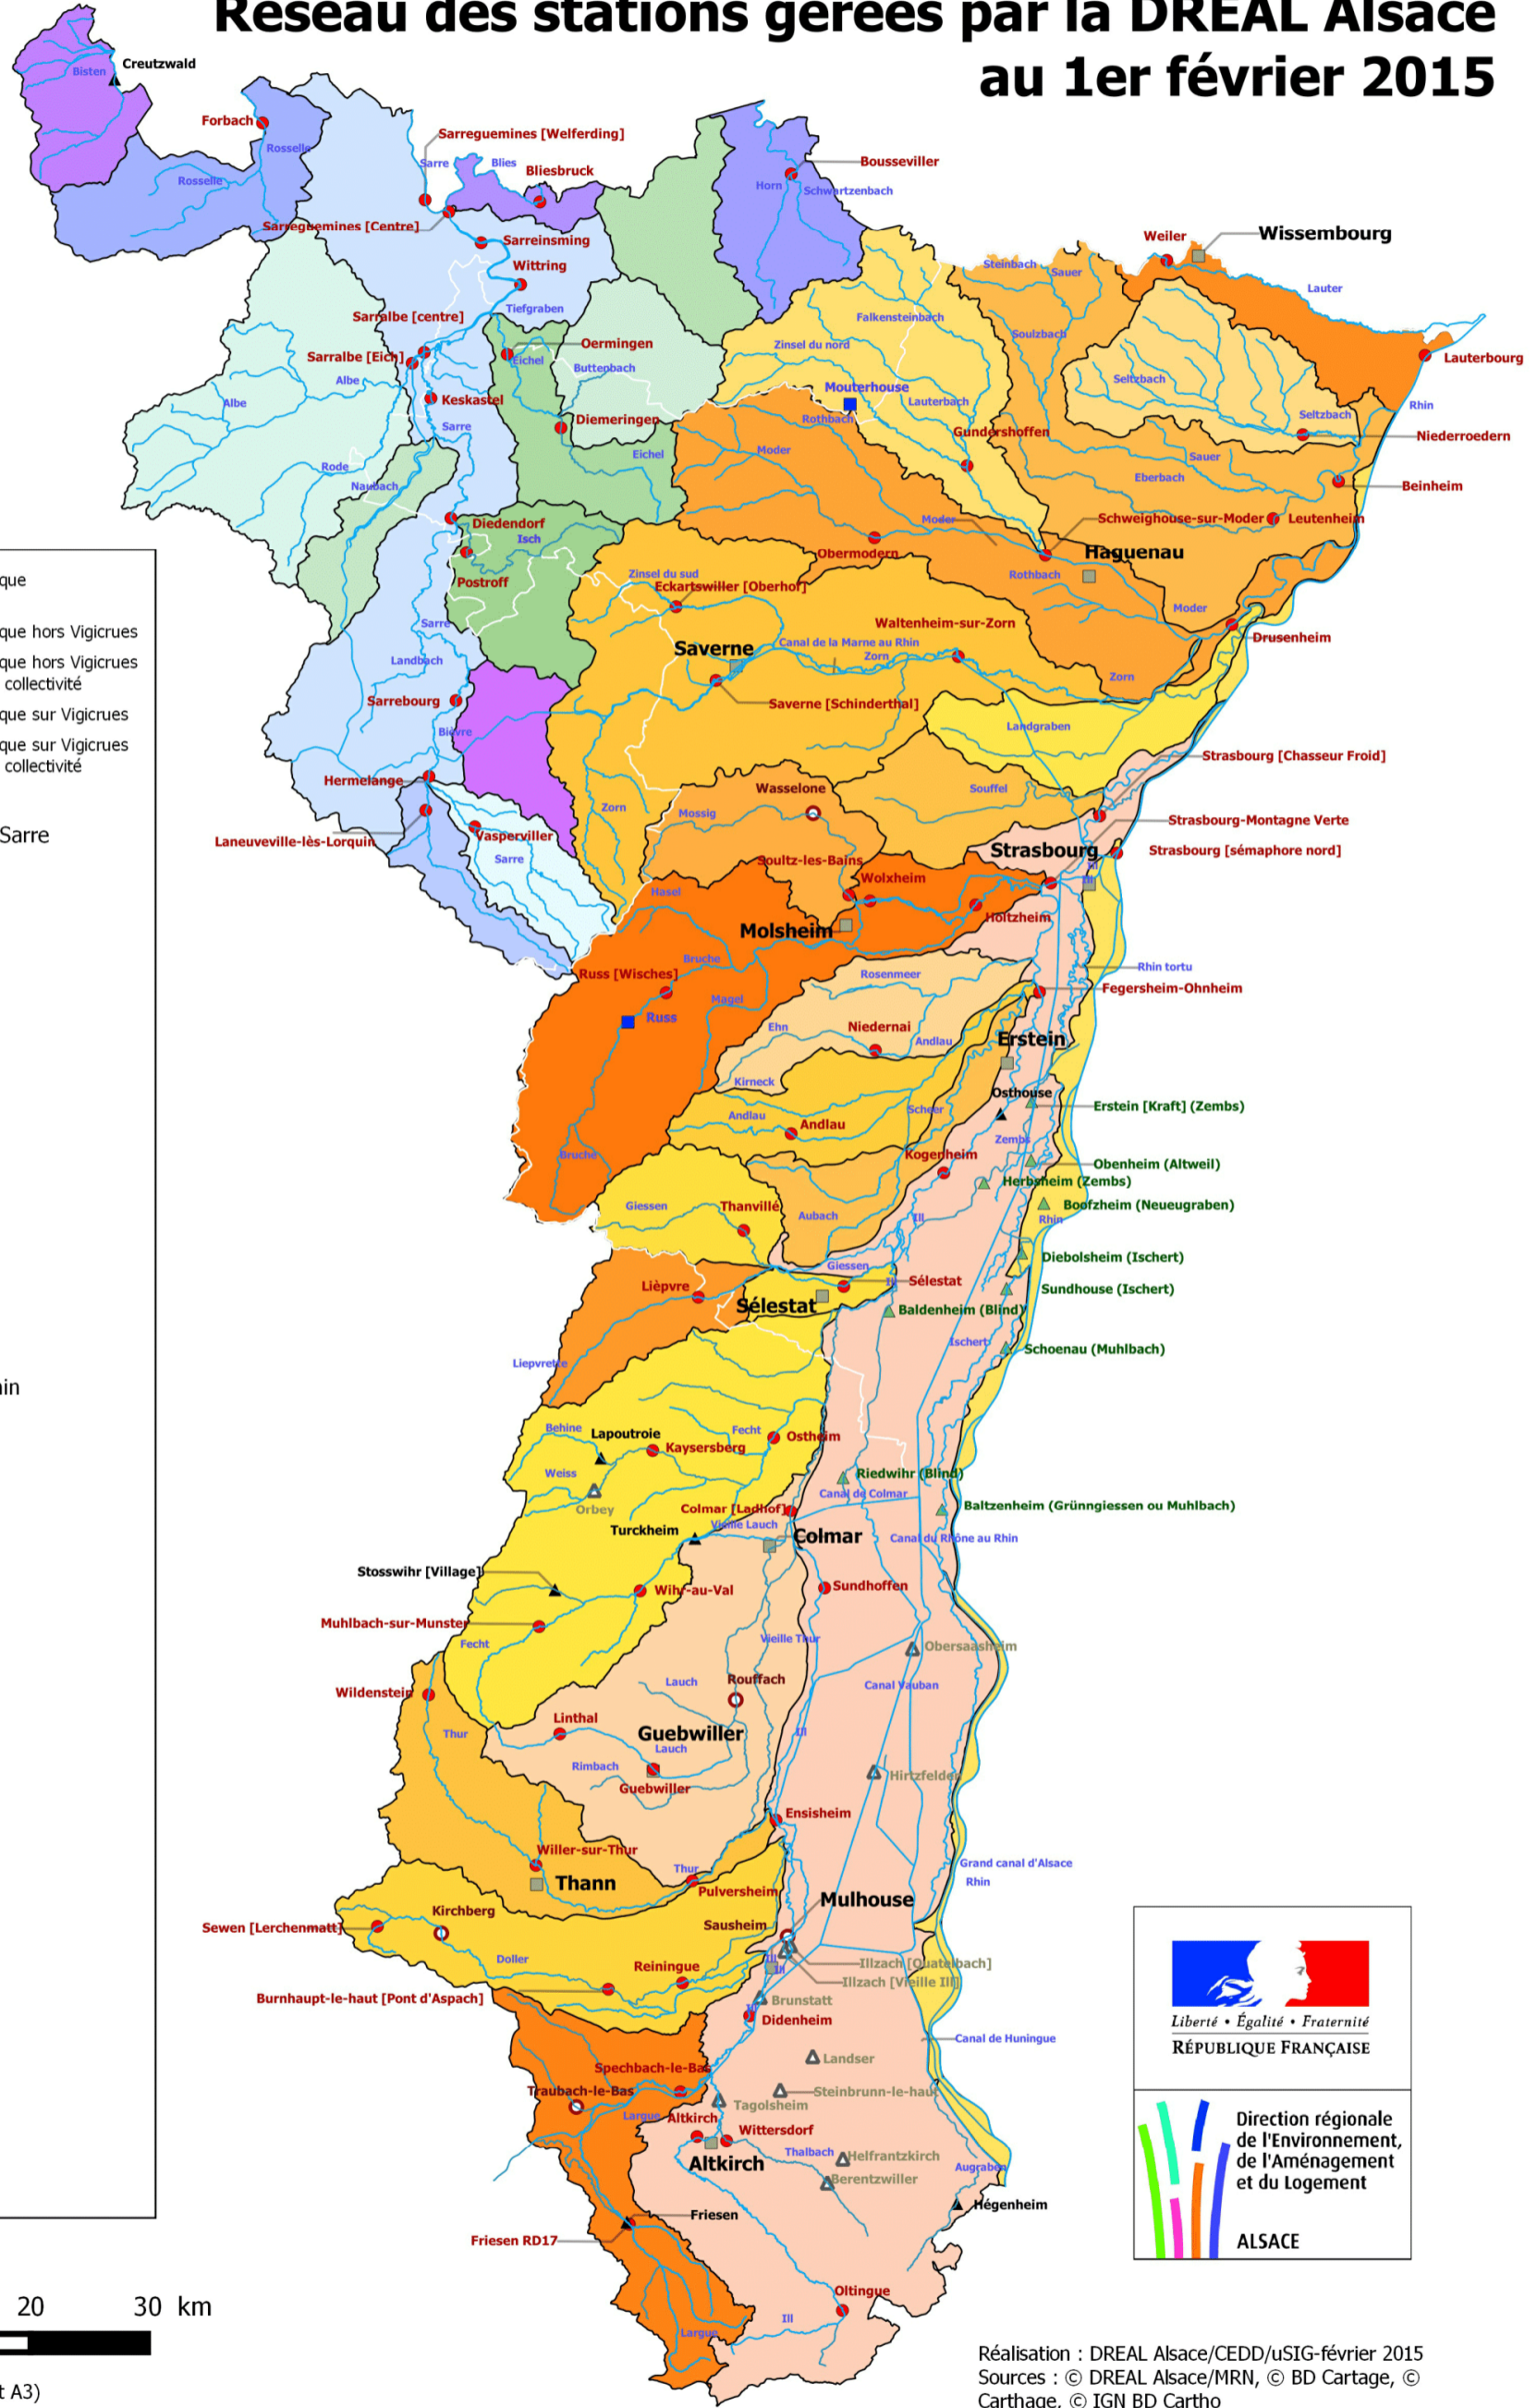 Réseau des stations gérées par la DREAL Alsace
au 1er février 2015
Creutzwald
Bisten
Forbach
Rosselle
Rosselle
Sarreguemines [Welferding]
Sarre
Blies
Bliesbruck
Sarreguemines [Centre]
Sarreinsming
Wittring
Tiefgraben
Bousseviller
Horn
Schwartzenbach
Weiler
Wissembourg
Steinbach
Sauer
Lauter
Sarralbe [centre]
Sarralbe [Eich]
Albe
Albe
Keskastel
Sarre
Oermingen
Eichel
Buttenbach
Diemeringen
Eichel
Falkensteinbach
Zinsel du nord
Soulzbach
Mouterhouse
Lauterbach
Rothbach
Gundershoffen
Seltzbach
Seltzbach
Lauterbourg
Rhin
Niederroedern
Moder
Sauer
Eberbach
Beinheim
Rode
Naubach
Diedendorf
Isch
Postroff
Moder
Schweighouse-sur-Moder
Leutenheim
Obermodern
Haguenau
Rothbach
Zinsel du sud
Eckartswiller [Oberhof]
Moder
Sarre
Waltenheim-sur-Zorn
Drusenheim
Saverne
Canal de la Marne au Rhin
Zorn
Landbach
Zorn
Sarrebourg
Saverne [Schinderthal]
Bièvre
Landgraben
Strasbourg [Chasseur Froid]
Hermelange
Wasselone
Souffel
Zorn
Mossig
Strasbourg-Montagne Verte
Laneuveville-lès-Lorquin
Vasperviller
Sarre
Soultz-les-Bains
Strasbourg
Strasbourg [sémaphore nord]
Wolxheim
Ill
Ill
Hasel
Holtzheim
Molsheim
Bruche
Rhin tortu
Russ [Wisches]
Rosenmeer
Magel
Fegersheim-Ohnheim
Russ
Ehn
Niedernai
Andlau
Erstein
Kirneck
Osthouse
Erstein [Kraft] (Zembs)
Andlau
Andlau
Scheer
Zembs
Bruche
Kogenheim
Obenheim (Altweil)
Herbsheim (Zembs)
Giessen
Thanvillé
Aubach
Ill
Boofzheim (Neueugraben)
Rhin
Diebolsheim (Ischert)
Giessen
Lièpvre
Ill
Sélestat
Sundhouse (Ischert)
Sélestat
Baldenheim (Blind)
Ischert
Schoenau (Muhlbach)
Liepvrette
Behine
Lapoutroie
Fecht
Ostheim
Kaysersberg
Weiss
Riedwihr (Blind)
Orbey
Canal de Colmar
Colmar [Ladhof]
Baltzenheim (Grünngiessen ou Muhlbach)
Vieille Lauch
Turckheim
Colmar
Canal du Rhône au Rhin
Stosswihr [Village]
Wihr-au-Val
Sundhoffen
Muhlbach-sur-Munster
Fecht
Vieille Thur
Obersaasheim
Lauch
Rouffach
Canal Vauban
Wildenstein
Linthal
Thur
Guebwiller
Ill
Lauch
Rimbach
Hirtzfelden
Guebwiller
Ensisheim
Willer-sur-Thur
Thur
Grand canal d'Alsace
Thann
Pulversheim
Rhin
Mulhouse
Kirchberg
Sewen [Lerchenmatt]
Sausheim
Doller
Reiningue
Ill
Ill
Illzach [Quatelbach]
Illzach [Vieille Ill]
Burnhaupt-le-haut [Pont d'Aspach]
Brunstatt
Ill
Didenheim
Canal de Huningue
Landser
Spechbach-le-Bas
Traubach-le-Bas
Steinbrunn-le-haut
Tagolsheim
Largue
Altkirch
Wittersdorf
Thalbach
Helfrantzkirch
Altkirch
Augraben
Berentzwiller
Hégenheim
Friesen
Friesen RD17
Oltingue
Ill
Largue
que
que hors Vigicrues
que hors Vigicrues
collectivité
que sur Vigicrues
que sur Vigicrues
collectivité
Sarre
in
20 30 km
t A3)
Liberté • Égalité • Fraternité
RÉPUBLIQUE FRANÇAISE
Direction régionale
de l'Environnement,
de l'Aménagement
et du Logement
ALSACE
Réalisation : DREAL Alsace/CEDD/uSIG-février 2015
Sources : © DREAL Alsace/MRN, © BD Cartage, ©
Carthage, © IGN BD Cartho